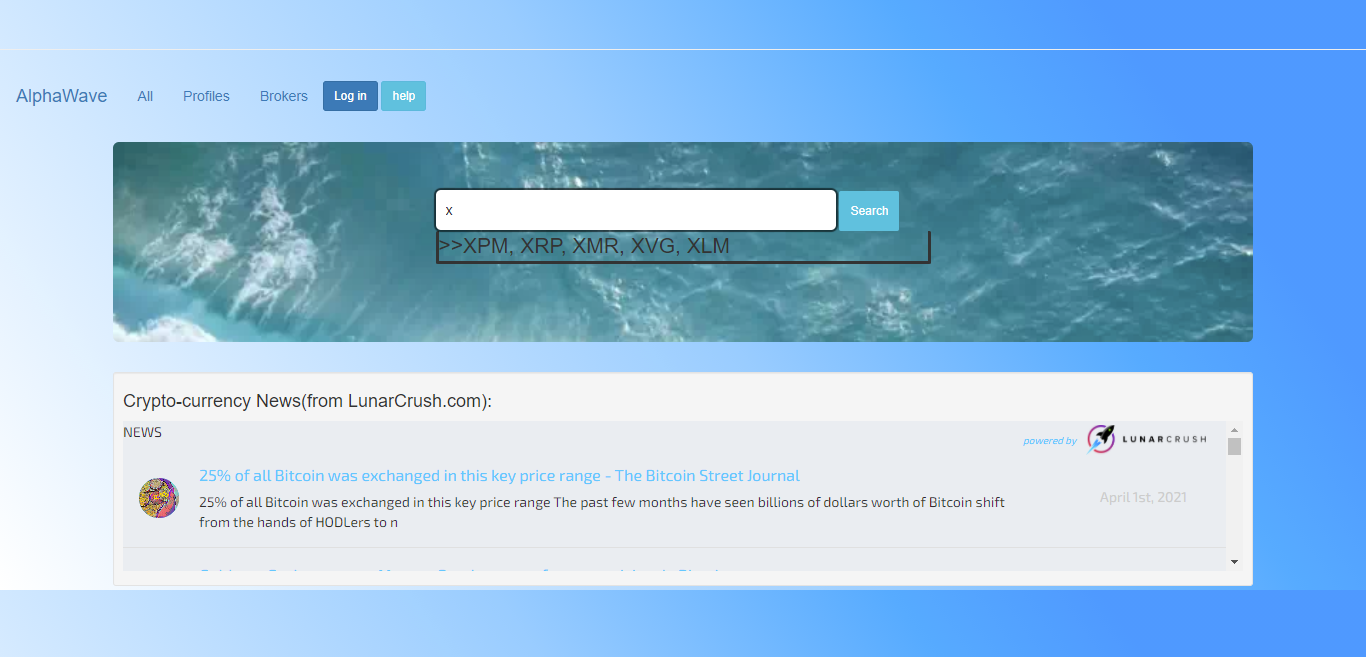 AlphaWave All Profiles Brokers Log in help
x Search
>>XPM, XRP, XMR, XVG, XLM
Crypto-currency News(from LunarCrush.com):
NEWS
powered by LUNARCRUSH
25% of all Bitcoin was exchanged in this key price range - The Bitcoin Street Journal
25% of all Bitcoin was exchanged in this key price range The past few months have seen billions of dollars worth of Bitcoin shift
April 1st, 2021
from the hands of HODLers to n